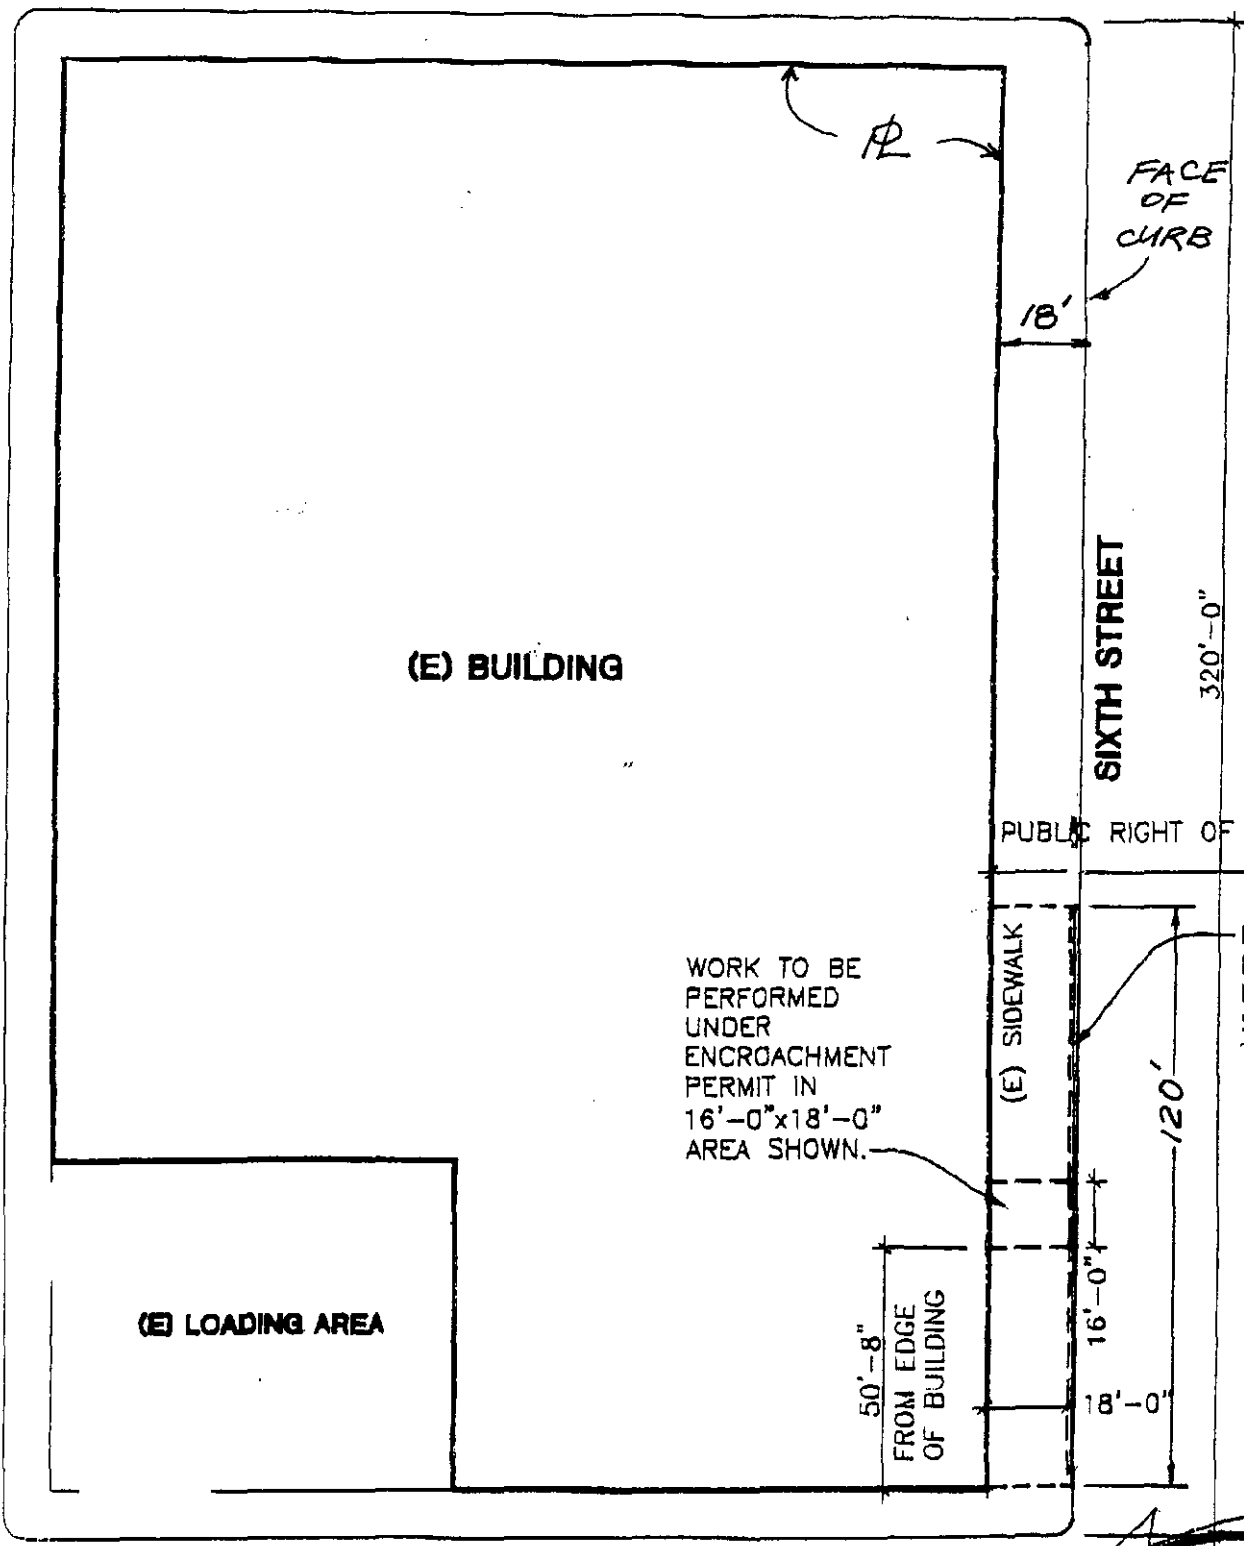 PL
FACE
OF
CURB
18'
(E) BUILDING
SIXTH STREET
320'-0"
PUBLIC RIGHT OF
(E) SIDEWALK
WORK TO BE
PERFORMED
UNDER
ENCROACHMENT
PERMIT IN
16'-0"x18'-0"
AREA SHOWN.
120'
16'-0"
(E) LOADING AREA
50'-8"
FROM EDGE
OF BUILDING
18'-0"